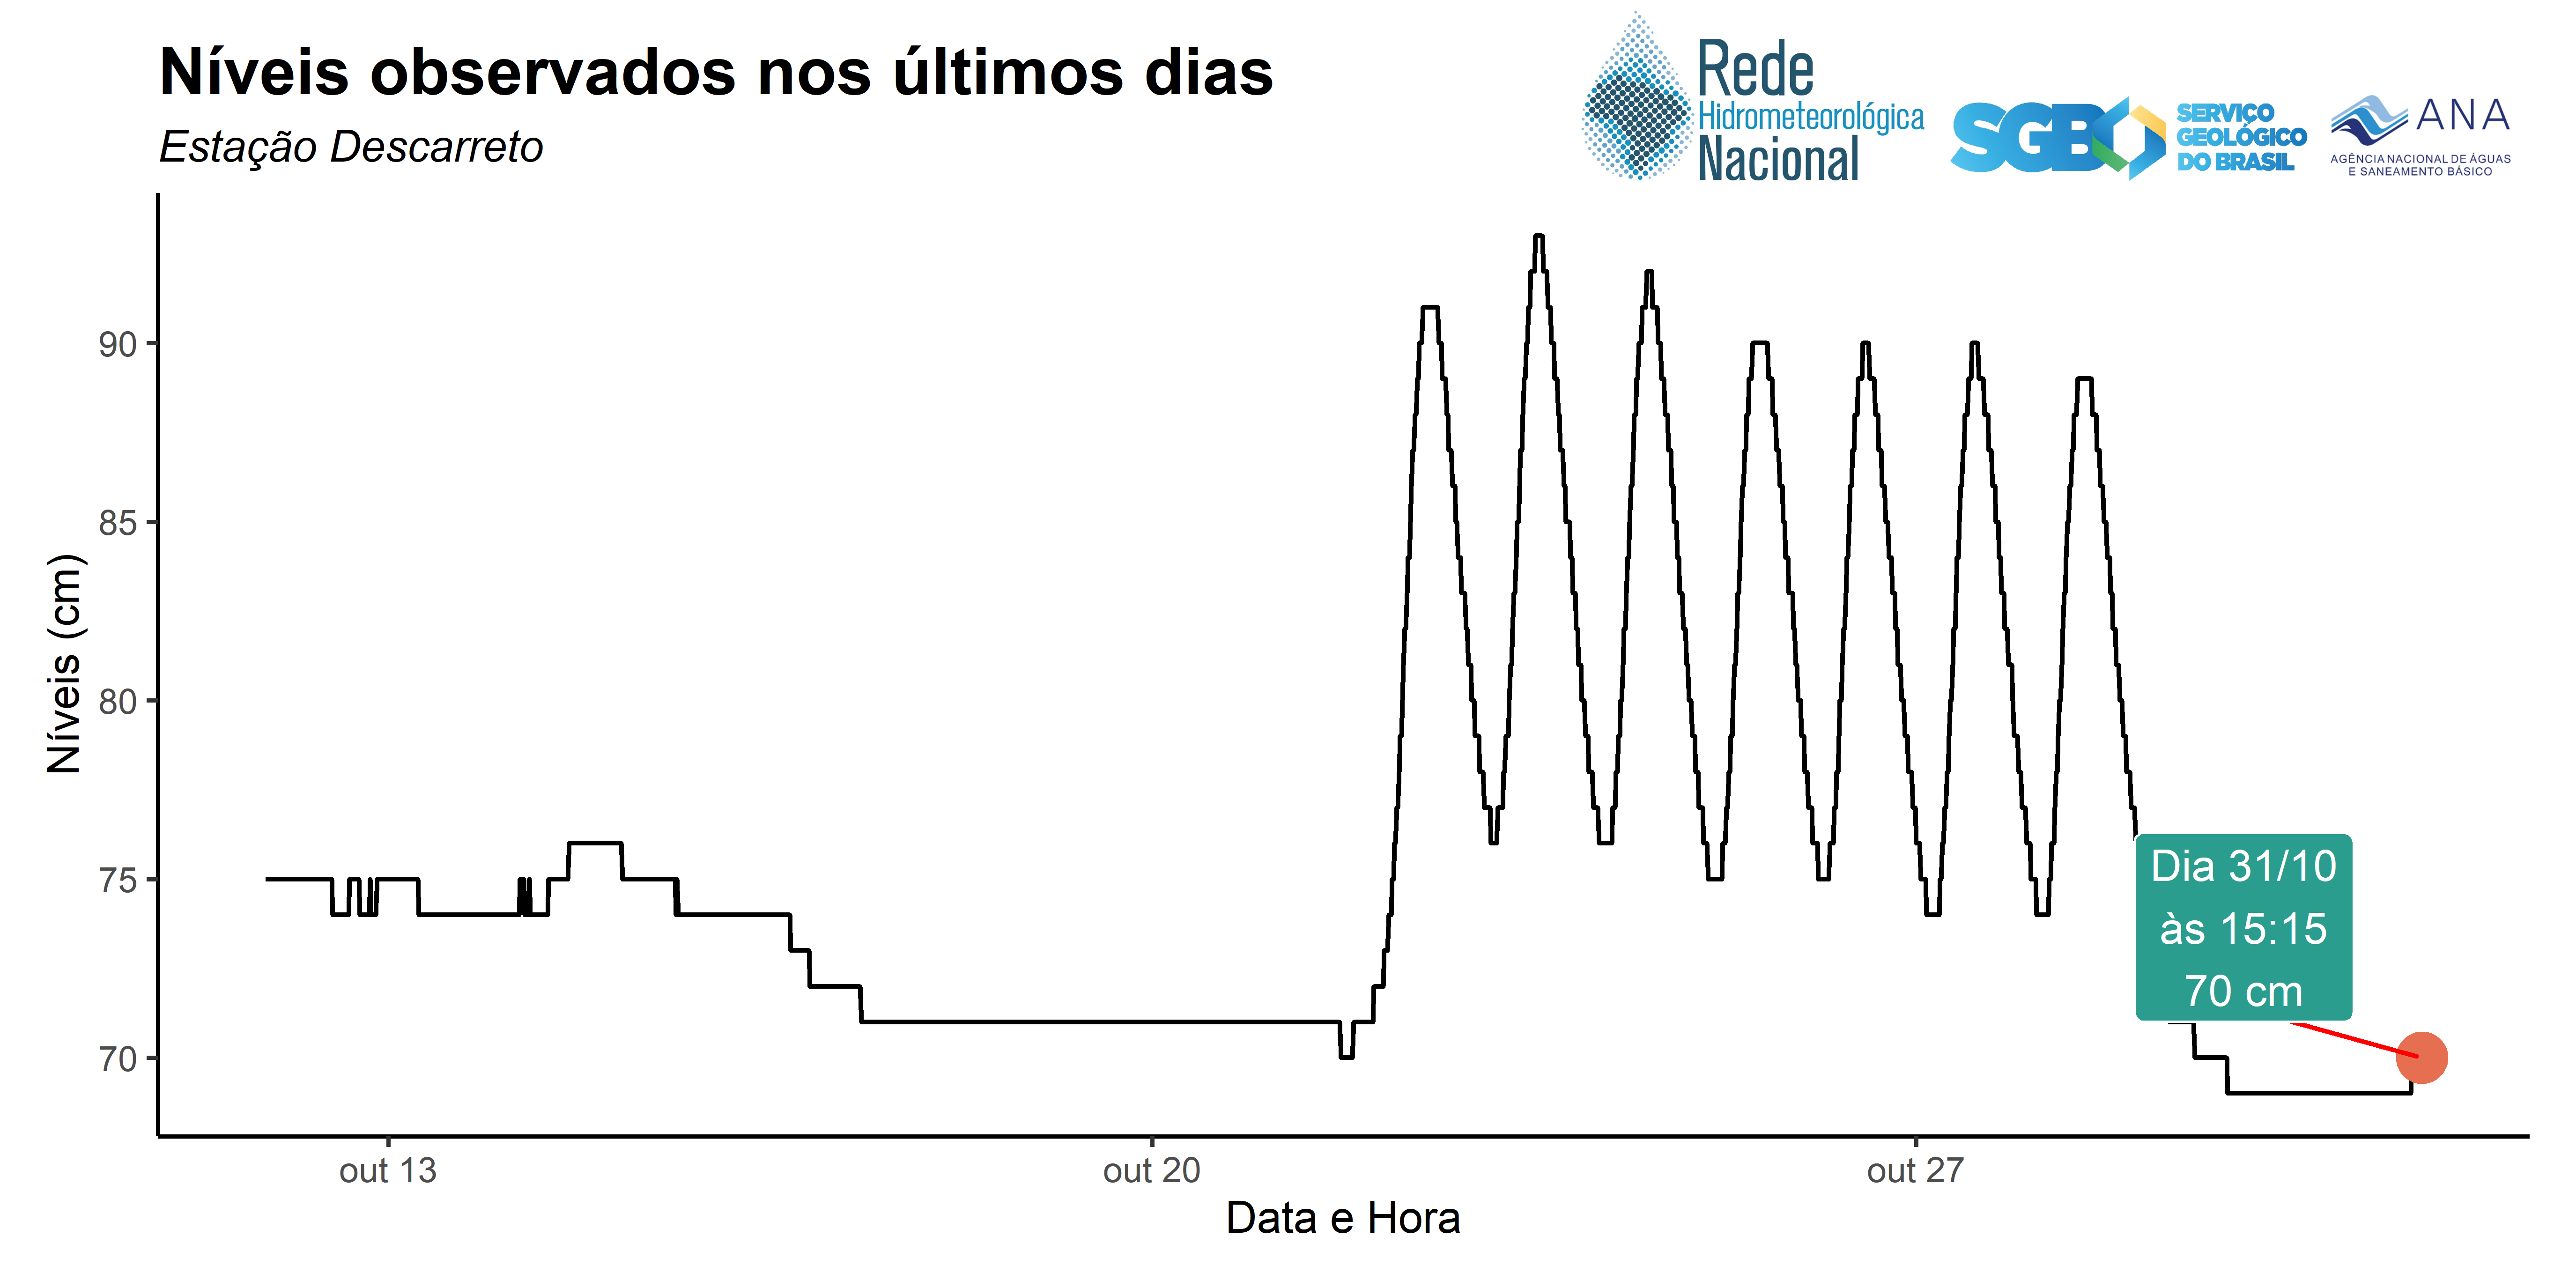 Níveis observados nos últimos dias
Estação Descarreto
Rede
Hidrometeorológica
Nacional
SGB
SERVIÇO
GEOLÓGICO
DO BRASIL
ANA
AGÊNCIA NACIONAL DE ÁGUAS
E SANEAMENTO BÁSICO
Níveis (cm)
90
85
80
75
70
Dia 31/10
às 15:15
70 cm
out 13
out 20
out 27
Data e Hora